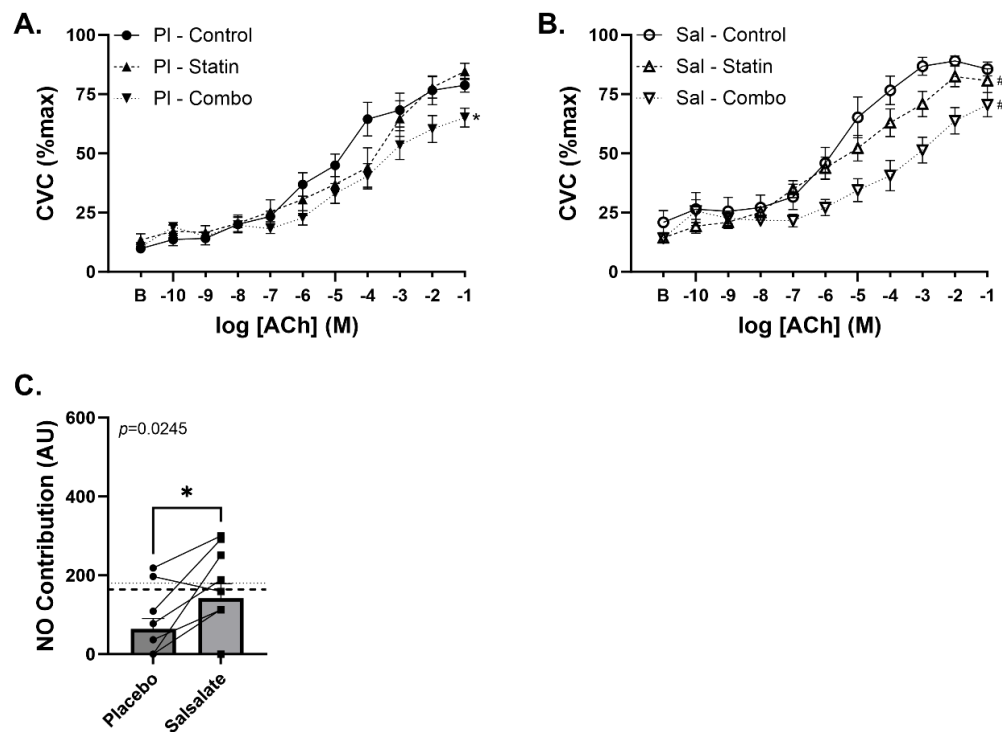 A.
Pl - Control
Pl - Statin
Pl - Combo
CVC (%max)
100
75
50
25
0
*
B -10 -9 -8 -7 -6 -5 -4 -3 -2 -1
log [ACh] (M)
B.
Sal - Control
Sal - Statin
Sal - Combo
CVC (%max)
100
75
50
25
0
#
#
B -10 -9 -8 -7 -6 -5 -4 -3 -2 -1
log [ACh] (M)
C.
NO Contribution (AU)
600
400
200
0
p=0.0245
*
Placebo
Salsalate